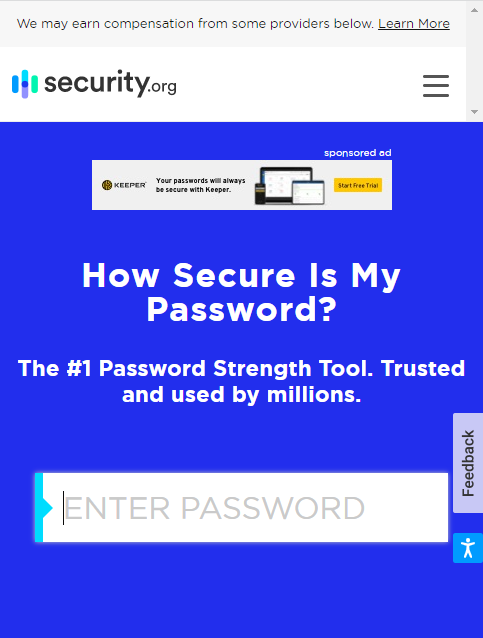 We may earn compensation from some providers below. Learn More
security.org
sponsored ad
KEEPER
Your passwords will always
be secure with Keeper.
Start Free Trial
How Secure Is My
Password?
The #1 Password Strength Tool. Trusted
and used by millions.
Feedback
ENTER PASSWORD